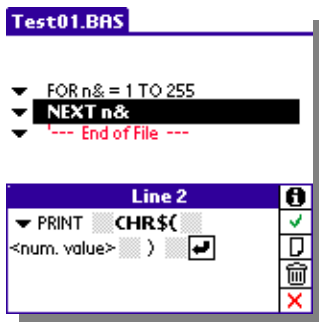 Test01.BAS
FOR n& = 1 TO 255
NEXT n&
'--- End of File ---
Line 2
PRINT CHR$(
<num. value> )